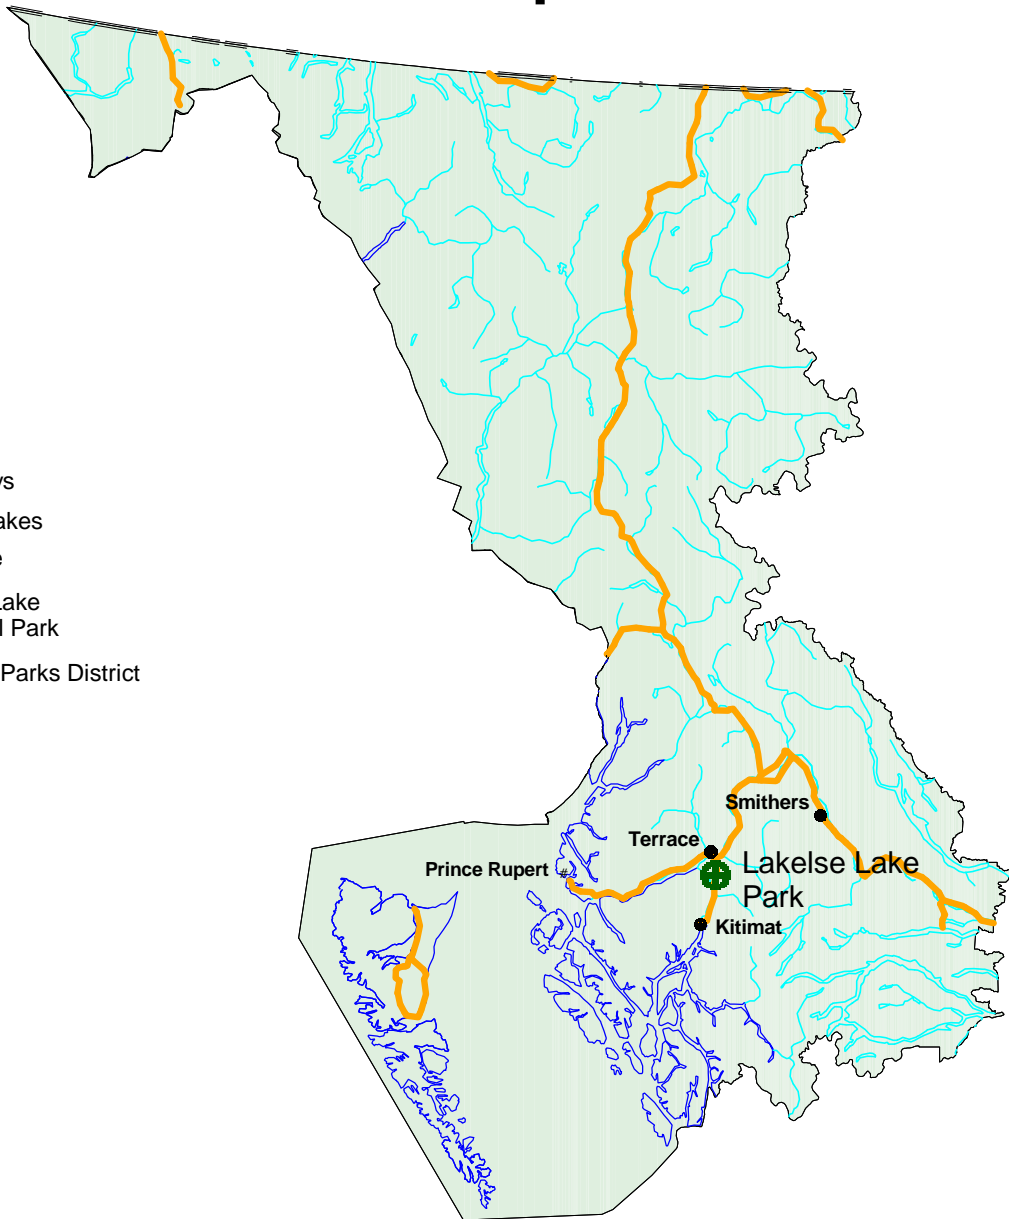 ys
akes
e
Lake
l Park
Parks District
Smithers
Terrace
Prince Rupert
Lakelse Lake
Park
Kitimat